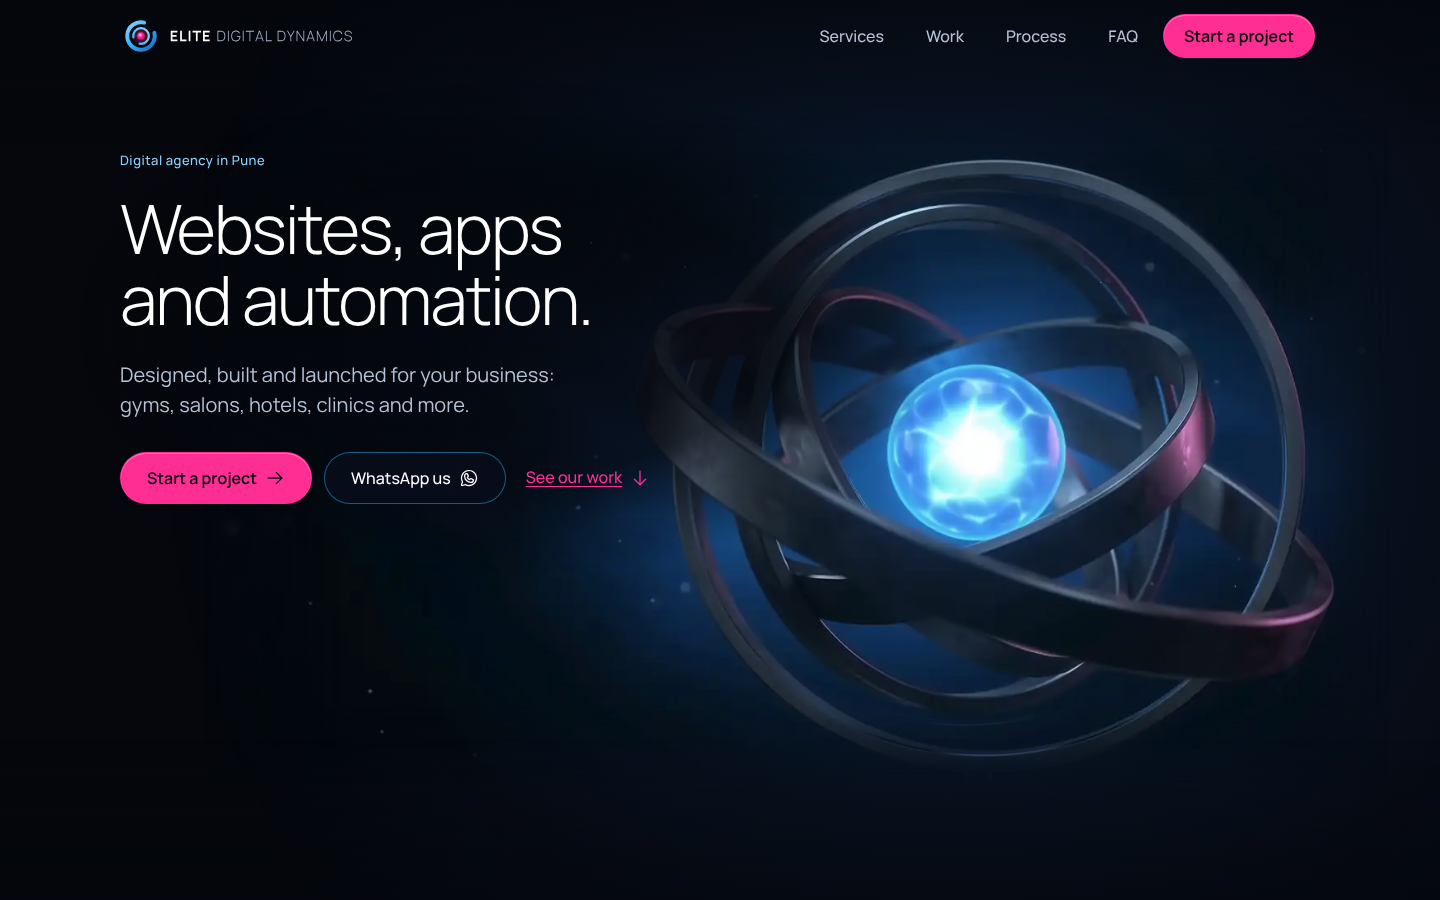 ELITE DIGITAL DYNAMICS
Services
Work
Process
FAQ
Start a project
Digital agency in Pune
Websites, apps
and automation.
Designed, built and launched for your business:
gyms, salons, hotels, clinics and more.
Start a project
WhatsApp us
See our work